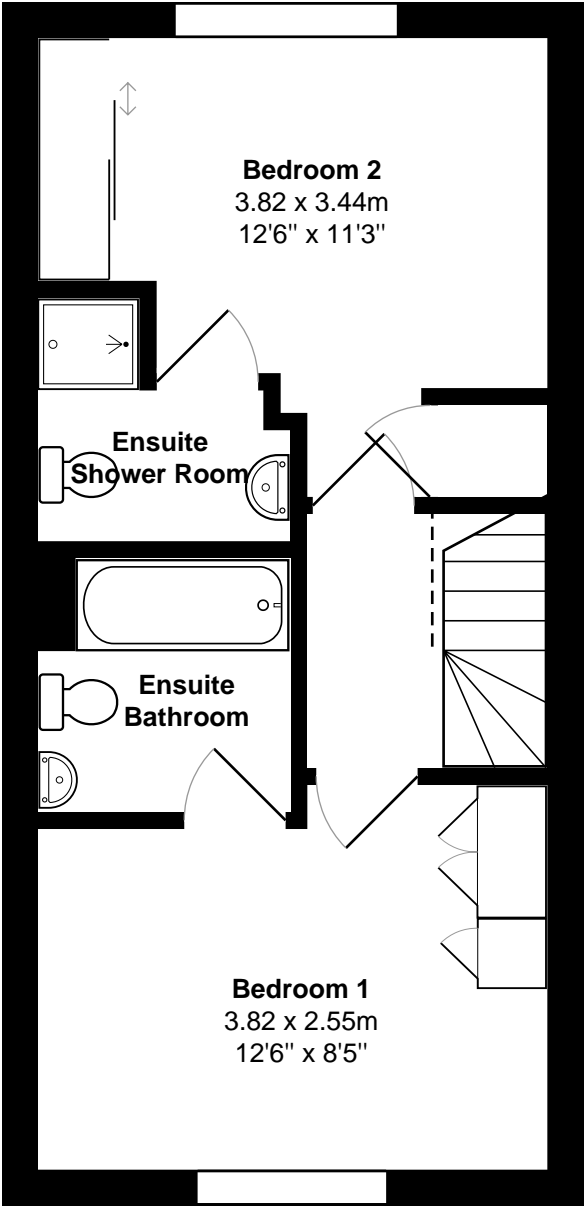 Bedroom 2
3.82 x 3.44m
12'6" x 11'3"
Ensuite
Shower Room
Ensuite
Bathroom
Bedroom 1
3.82 x 2.55m
12'6" x 8'5"